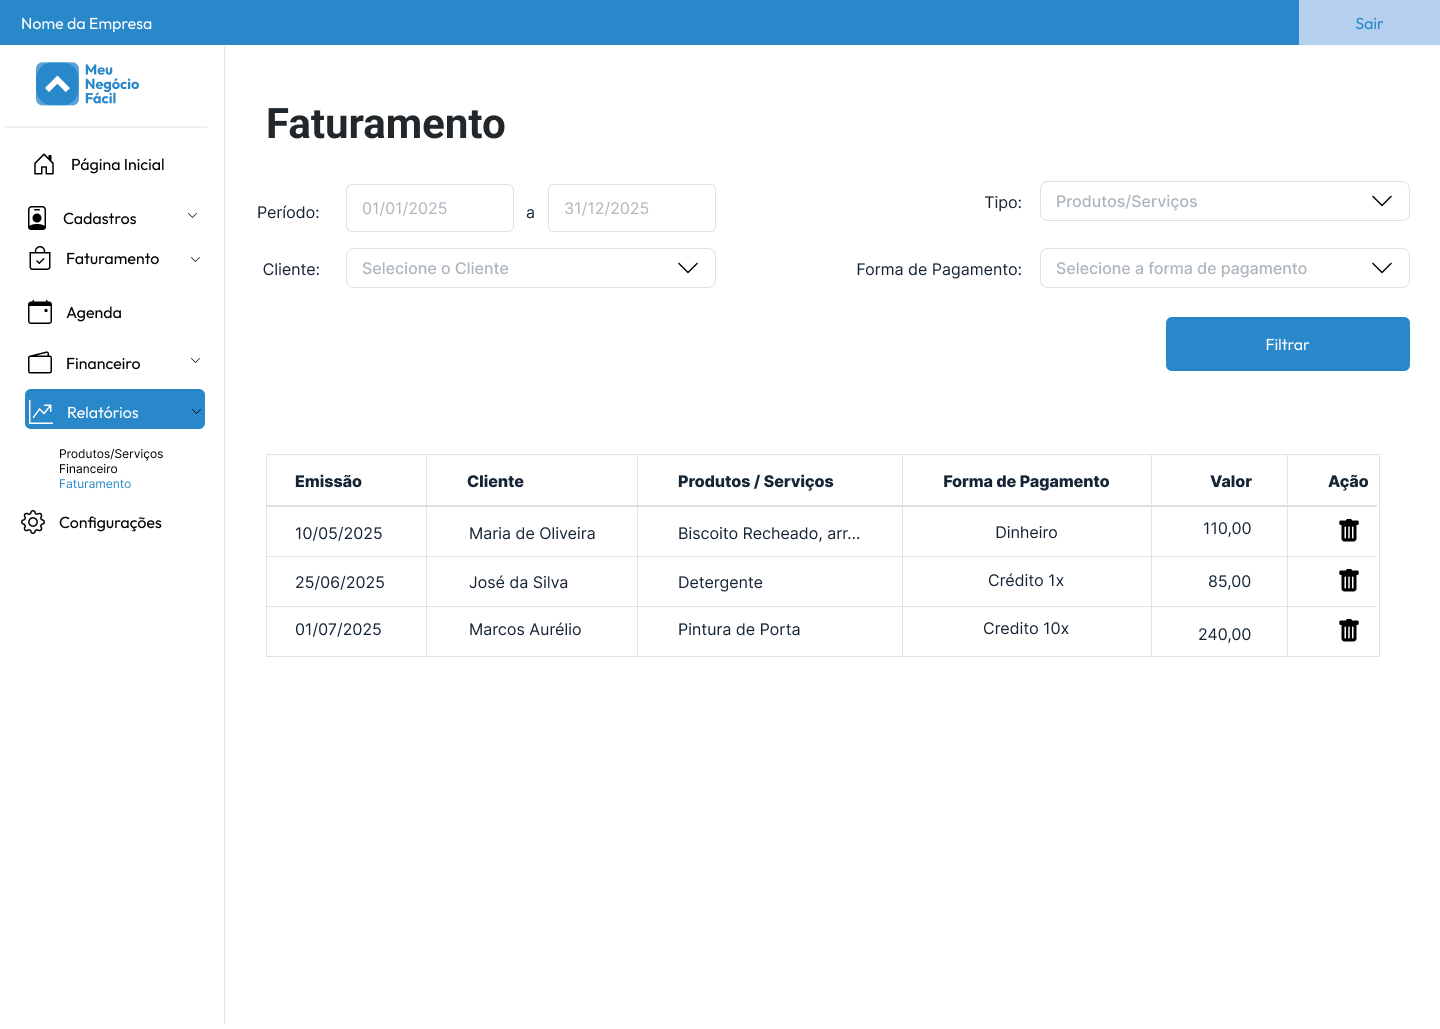 Nome da Empresa
Sair
Meu
Negócio
Fácil
Página Inicial
Cadastros
Faturamento
Agenda
Financeiro
Relatórios
Produtos/Serviços
Financeiro
Faturamento
Configurações
Faturamento
Período: 01/01/2025 a 31/12/2025 Tipo: Produtos/Serviços
Cliente: Selecione o Cliente Forma de Pagamento: Selecione a forma de pagamento
Filtrar
Emissão Cliente Produtos / Serviços Forma de Pagamento Valor Ação
10/05/2025 Maria de Oliveira Biscoito Recheado, arr... Dinheiro 110,00
25/06/2025 José da Silva Detergente Crédito 1x 85,00
01/07/2025 Marcos Aurélio Pintura de Porta Credito 10x 240,00